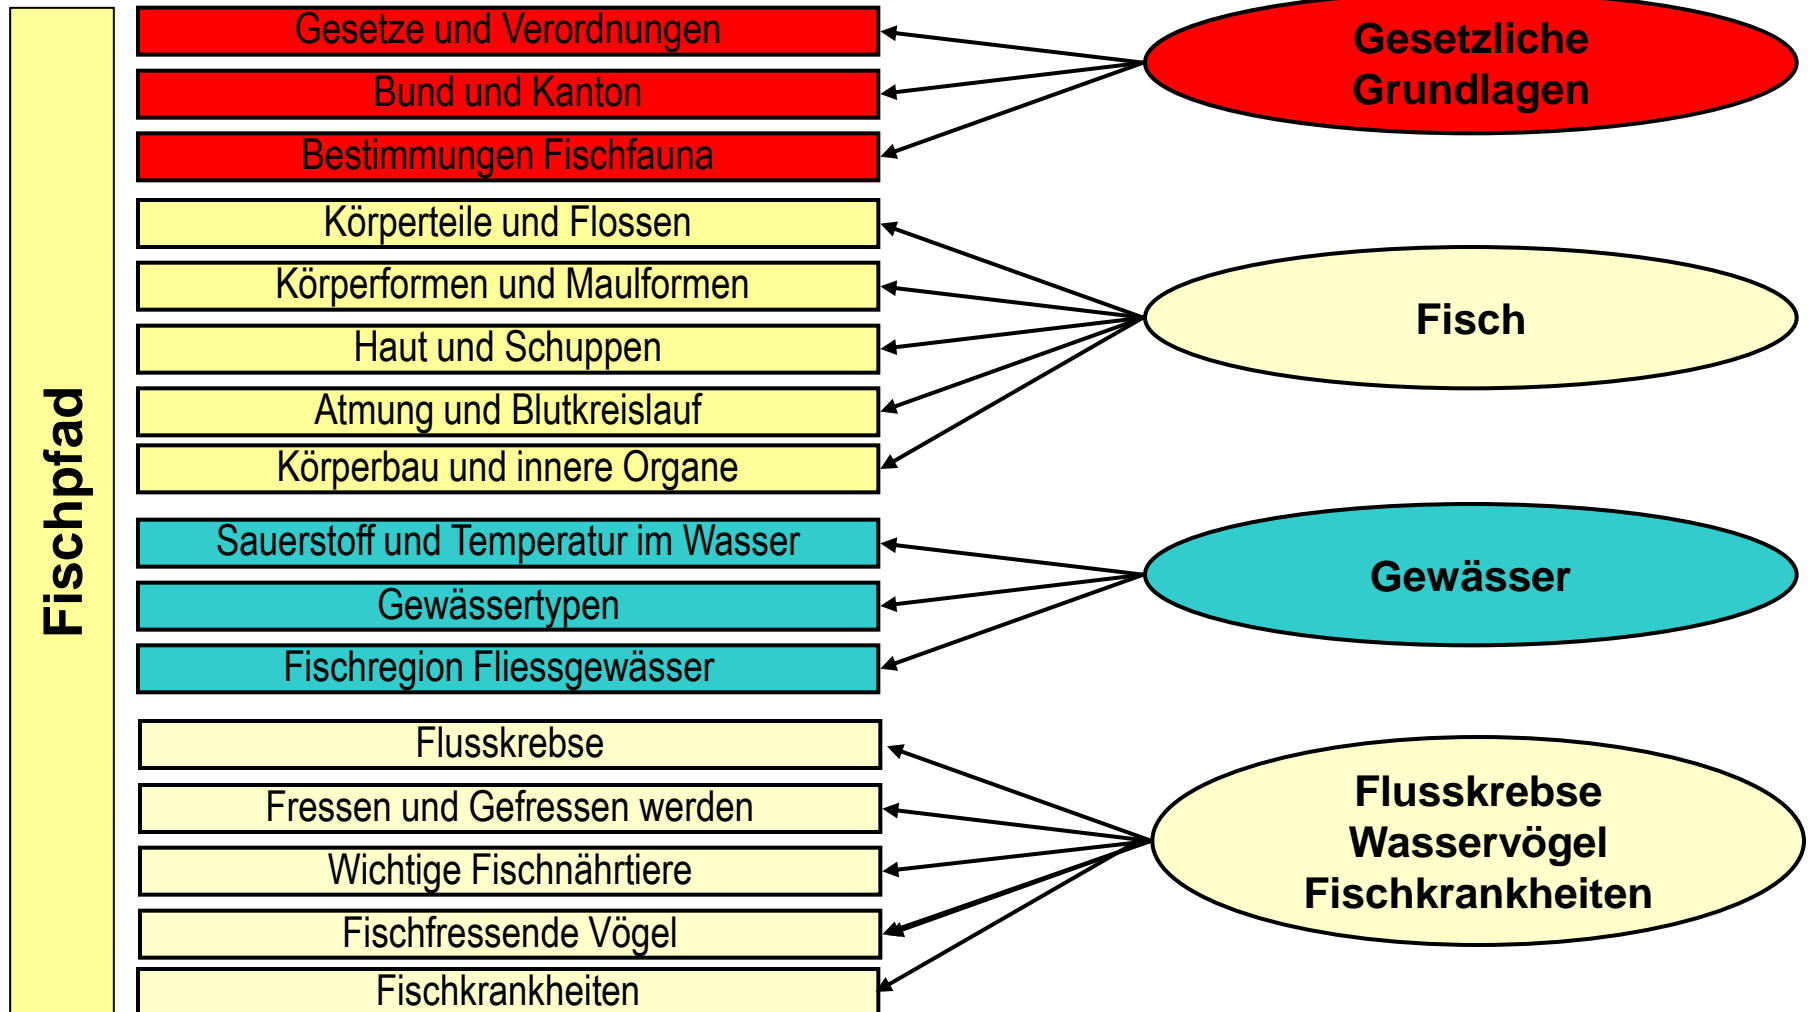 Fischpfad
Gesetze und Verordnungen
Bund und Kanton
Bestimmungen Fischfauna
Gesetzliche
Grundlagen
Körperteile und Flossen
Körperformen und Maulformen
Haut und Schuppen
Atmung und Blutkreislauf
Körperbau und innere Organe
Fisch
Sauerstoff und Temperatur im Wasser
Gewässertypen
Fischregion Fliessgewässer
Gewässer
Flusskrebse
Fressen und Gefressen werden
Wichtige Fischnährtiere
Fischfressende Vögel
Fischkrankheiten
Flusskrebse
Wasservögel
Fischkrankheiten